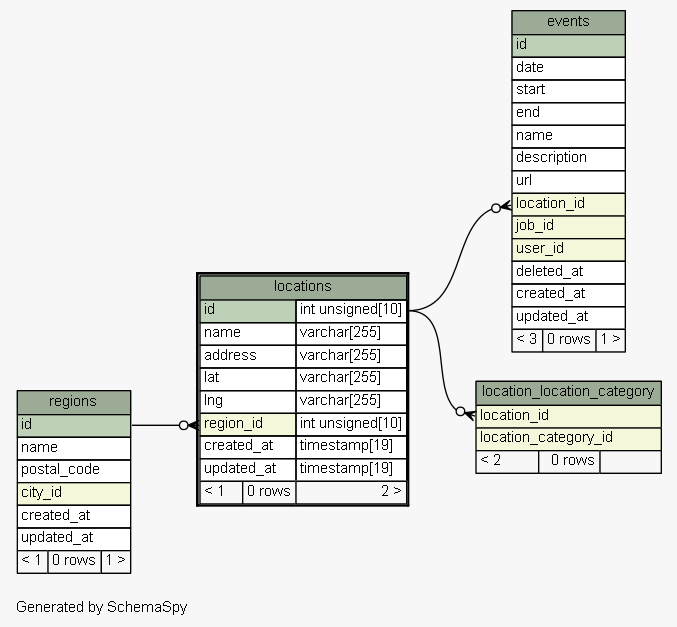 events
id
date
start
end
name
description
url
location_id
job_id
user_id
deleted_at
created_at
updated_at
< 3 0 rows 1 >
locations
id int unsigned[10]
name varchar[255]
address varchar[255]
lat varchar[255]
lng varchar[255]
region_id int unsigned[10]
created_at timestamp[19]
updated_at timestamp[19]
< 1 0 rows 2 >
location_location_category
location_id
location_category_id
< 2 0 rows
regions
id
name
postal_code
city_id
created_at
updated_at
< 1 0 rows 1 >
Generated by SchemaSpy